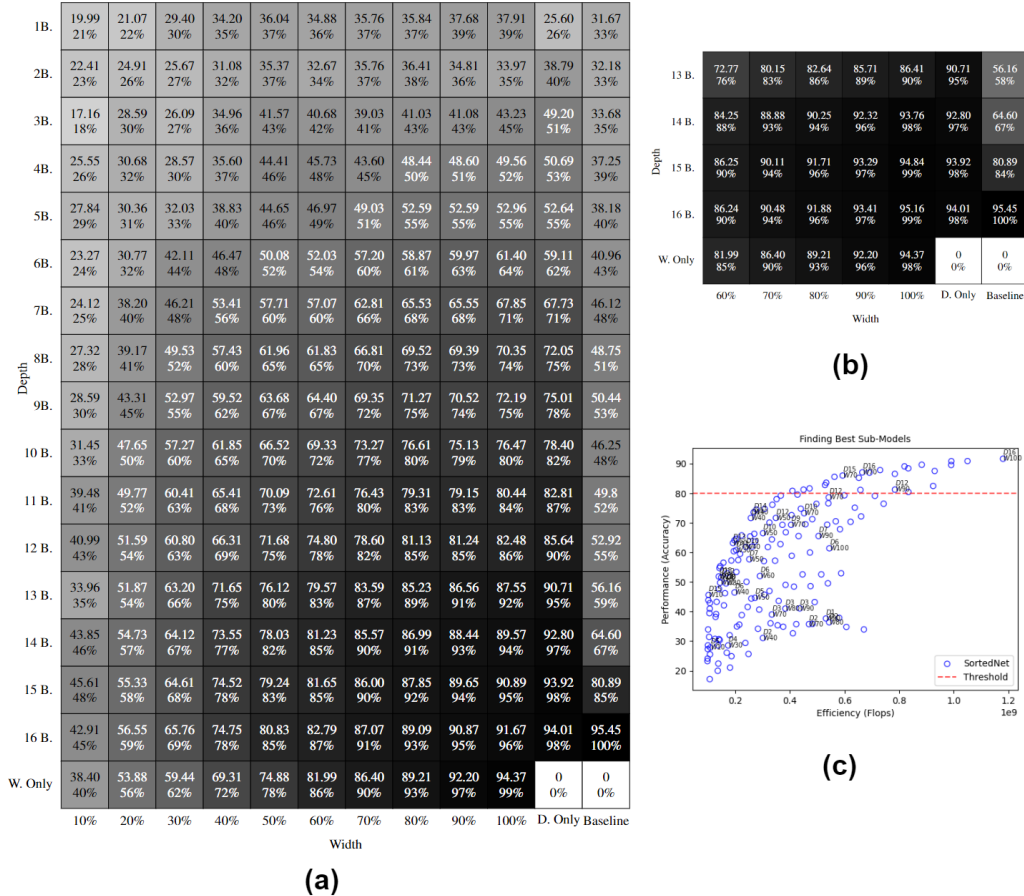 1B. 19.99 21.07 29.40 34.20 36.04 34.88 35.76 35.84 37.68 37.91 25.60 31.67
21% 22% 30% 35% 37% 36% 37% 37% 39% 39% 26% 33%
2B. 22.41 24.91 25.67 31.08 35.37 32.67 35.76 36.41 34.81 33.97 38.79 32.18
23% 26% 27% 32% 37% 34% 37% 38% 36% 35% 40% 33%
3B. 17.16 28.59 26.09 34.96 41.57 40.68 39.03 41.03 41.08 43.23 49.20 33.68
18% 30% 27% 36% 43% 42% 41% 43% 43% 45% 51% 35%
4B. 25.55 30.68 28.57 35.60 44.41 45.73 43.60 48.44 48.60 49.56 50.69 37.25
26% 32% 30% 37% 46% 48% 45% 50% 51% 52% 53% 39%
5B. 27.84 30.36 32.03 38.83 44.65 46.97 49.03 52.59 52.59 52.96 52.64 38.18
29% 31% 33% 40% 46% 49% 51% 55% 55% 55% 55% 40%
6B. 23.27 30.77 42.11 46.47 50.08 52.03 57.20 58.87 59.97 61.40 59.11 40.96
24% 32% 44% 48% 52% 54% 60% 61% 63% 64% 62% 43%
7B. 24.12 38.20 46.21 53.41 57.71 57.07 62.81 65.53 65.55 67.85 67.73 46.12
25% 40% 48% 56% 60% 60% 66% 68% 68% 71% 71% 48%
8B. 27.32 39.17 49.53 57.43 61.96 61.83 66.81 69.52 69.39 70.35 72.05 48.75
28% 41% 52% 60% 65% 65% 70% 73% 73% 74% 75% 51%
Depth
9B. 28.59 43.31 52.97 59.52 63.68 64.40 69.35 71.27 70.52 72.19 75.01 50.44
30% 45% 55% 62% 67% 67% 72% 75% 74% 75% 78% 53%
10 B. 31.45 47.65 57.27 61.85 66.52 69.33 73.27 76.61 75.13 76.47 78.40 46.25
33% 50% 60% 65% 70% 72% 77% 80% 79% 80% 82% 48%
11 B. 39.48 49.77 60.41 65.41 70.09 72.61 76.43 79.31 79.15 80.44 82.81 49.8
41% 52% 63% 68% 73% 76% 80% 83% 83% 84% 87% 52%
12 B. 40.99 51.59 60.80 66.31 71.68 74.80 78.60 81.13 81.24 82.48 85.64 52.92
43% 54% 63% 69% 75% 78% 82% 85% 85% 86% 90% 55%
13 B. 33.96 51.87 63.20 71.65 76.12 79.57 83.59 85.23 86.56 87.55 90.71 56.16
35% 54% 66% 75% 80% 83% 87% 89% 91% 92% 95% 59%
14 B. 43.85 54.73 64.12 73.55 78.03 81.23 85.57 86.99 88.44 89.57 92.80 64.60
46% 57% 67% 77% 82% 85% 90% 91% 93% 94% 97% 67%
15 B. 45.61 55.33 64.61 74.52 79.24 81.65 86.00 87.85 89.65 90.89 93.92 80.89
48% 58% 68% 78% 83% 85% 90% 92% 94% 95% 98% 85%
16 B. 42.91 56.55 65.76 74.75 80.83 82.79 87.07 89.09 90.87 91.67 94.01 95.45
45% 59% 69% 78% 85% 87% 91% 93% 95% 96% 98% 100%
W. Only 38.40 53.88 59.44 69.31 74.88 81.99 86.40 89.21 92.20 94.37 0 0
40% 56% 62% 72% 78% 86% 90% 93% 97% 99% 0% 0%
10% 20% 30% 40% 50% 60% 70% 80% 90% 100% D. Only Baseline
Width
(a)
13 B. 72.77 80.15 82.64 85.71 86.41 90.71 56.16
76% 83% 86% 89% 90% 95% 58%
14 B. 84.25 88.88 90.25 92.32 93.76 92.80 64.60
88% 93% 94% 96% 98% 97% 67%
Depth
15 B. 86.25 90.11 91.71 93.29 94.84 93.92 80.89
90% 94% 96% 97% 99% 98% 84%
16 B. 86.24 90.48 91.88 93.41 95.16 94.01 95.45
90% 94% 96% 97% 99% 98% 100%
W. Only 81.99 86.40 89.21 92.20 94.37 0 0
85% 90% 93% 96% 98% 0% 0%
60% 70% 80% 90% 100% D. Only Baseline
Width
(b)
Finding Best Sub-Models
Performance (Accuracy)
90
80
70
60
50
40
30
20
D16
W100
D15
W70
D16
W70
D12
W90
D12
W70
D7
W90
D6
W100
D6
W60
0.2 0.4 0.6 0.8 1.0 1.2
1e9
Efficiency (Flops)
SortedNet
Threshold
(c)